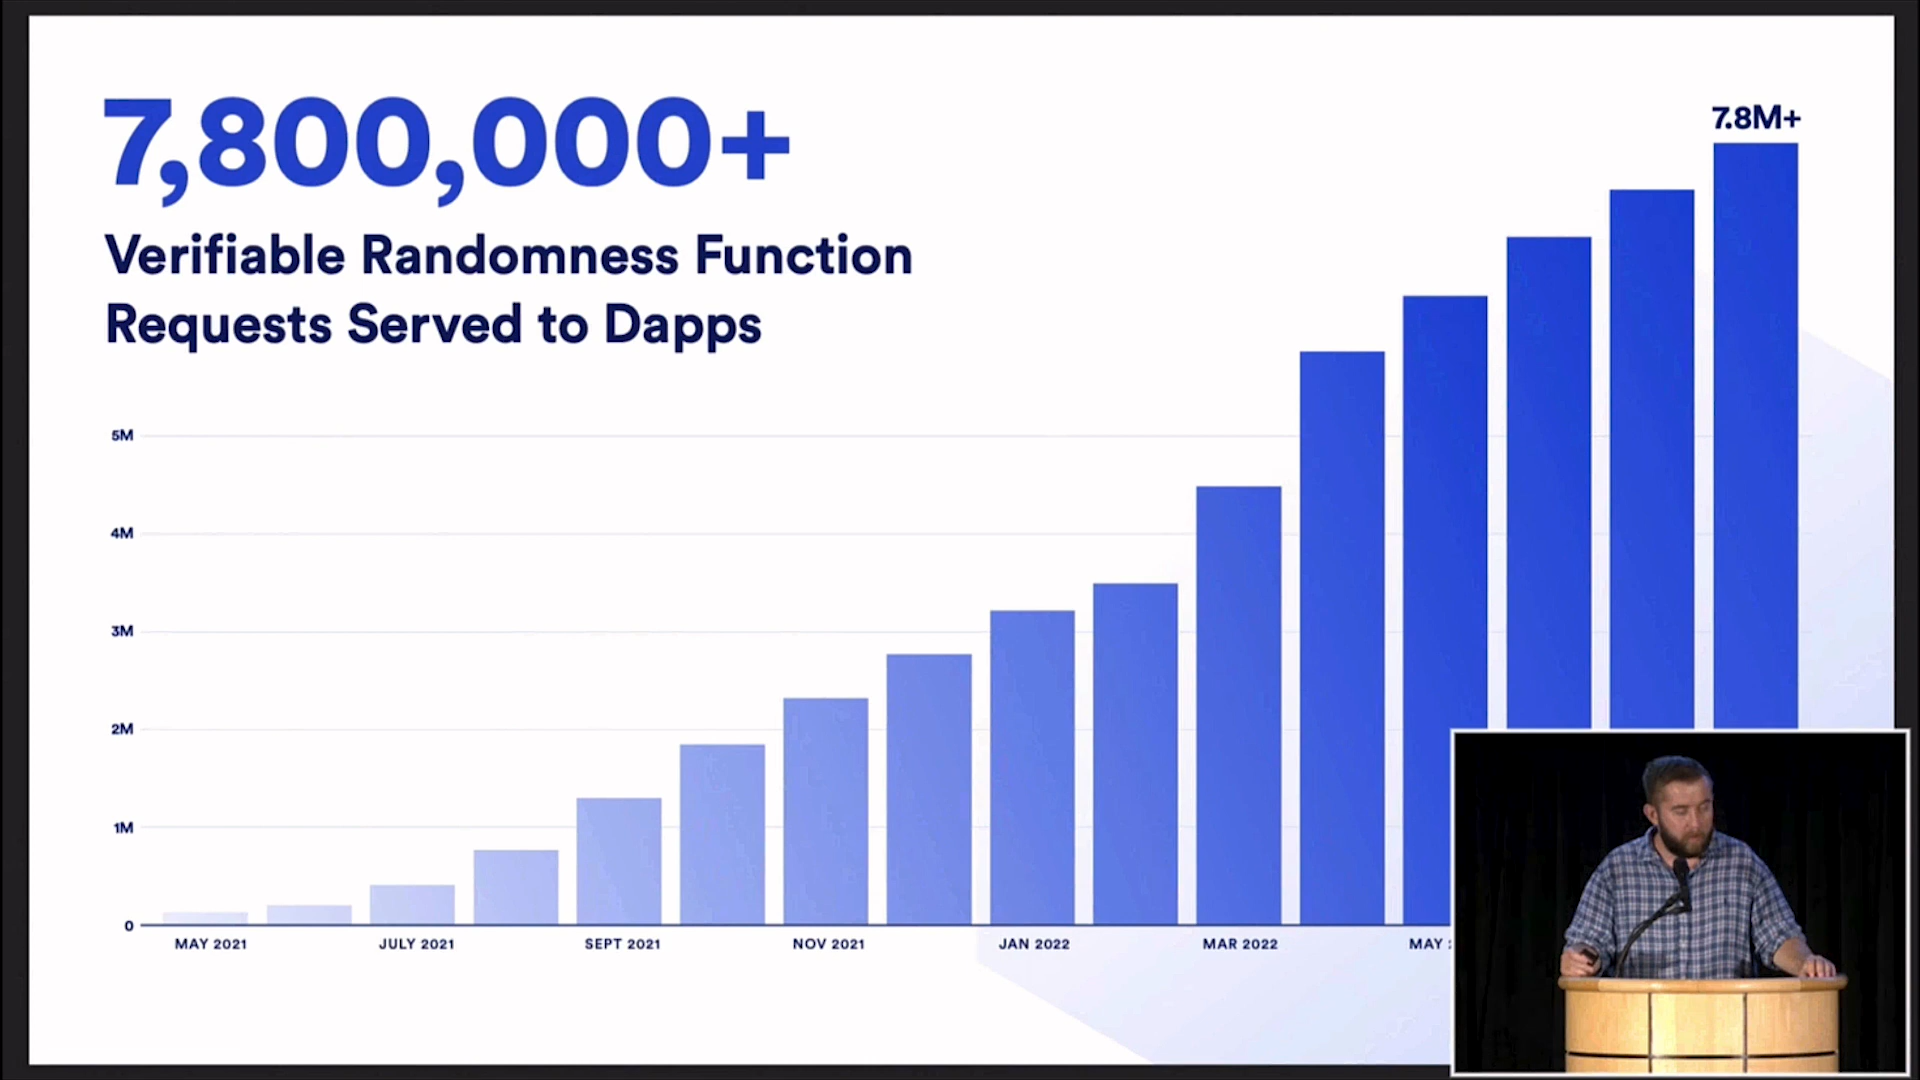 7,800,000+
Verifiable Randomness Function
Requests Served to Dapps
7.8M+
5M
4M
3M
2M
1M
0
MAY 2021 JULY 2021 SEPT 2021 NOV 2021 JAN 2022 MAR 2022 MAY